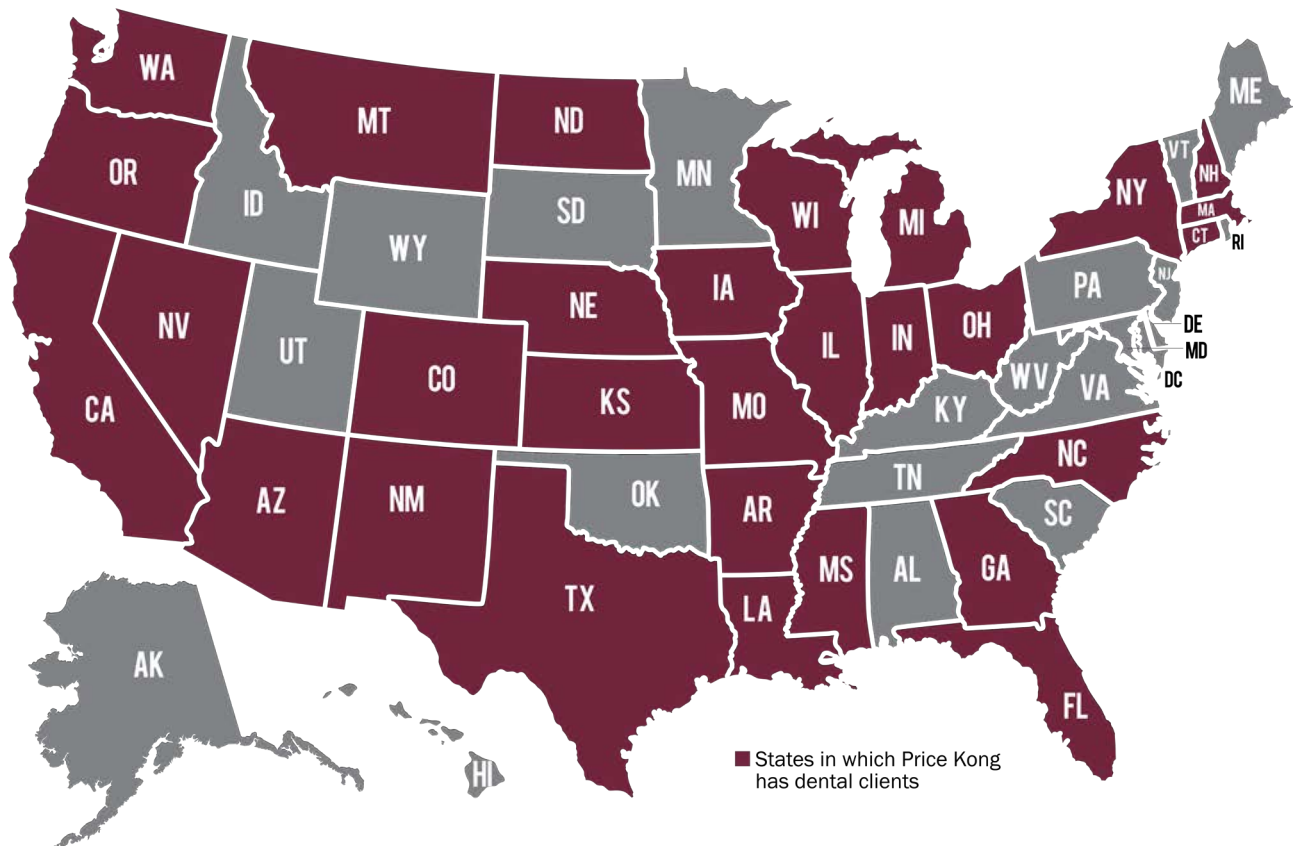 WA
MT
ND
MN
ME
VT
NH
OR
ID
SD
WI
MI
NY
MA
CT
RI
WY
IA
NE
PA
NJ
NV
UT
CO
IL
IN
OH
DE
MD
DC
CA
KS
MO
WV
VA
KY
AZ
NM
OK
AR
TN
NC
SC
TX
LA
MS
AL
GA
AK
HI
FL
States in which Price Kong
has dental clients